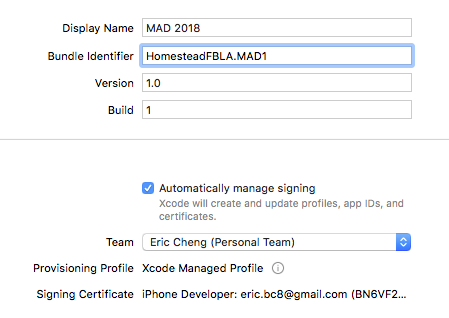 Display Name MAD 2018
Bundle Identifier HomesteadFBLA.MAD1
Version 1.0
Build 1
Automatically manage signing
Xcode will create and update profiles, app IDs, and
certificates.
Team Eric Cheng (Personal Team)
Provisioning Profile Xcode Managed Profile
Signing Certificate iPhone Developer: eric.bc8@gmail.com (BN6VF2...